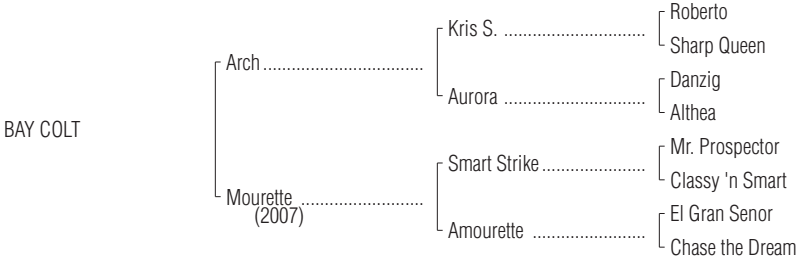 Roberto
Kris S. ..............................
Sharp Queen
Arch ..................................
Danzig
Aurora ..............................
Althea
BAY COLT
Mr. Prospector
Smart Strike ......................
Classy 'n Smart
Mourette ..........................
(2007)
El Gran Senor
Amourette ........................
Chase the Dream